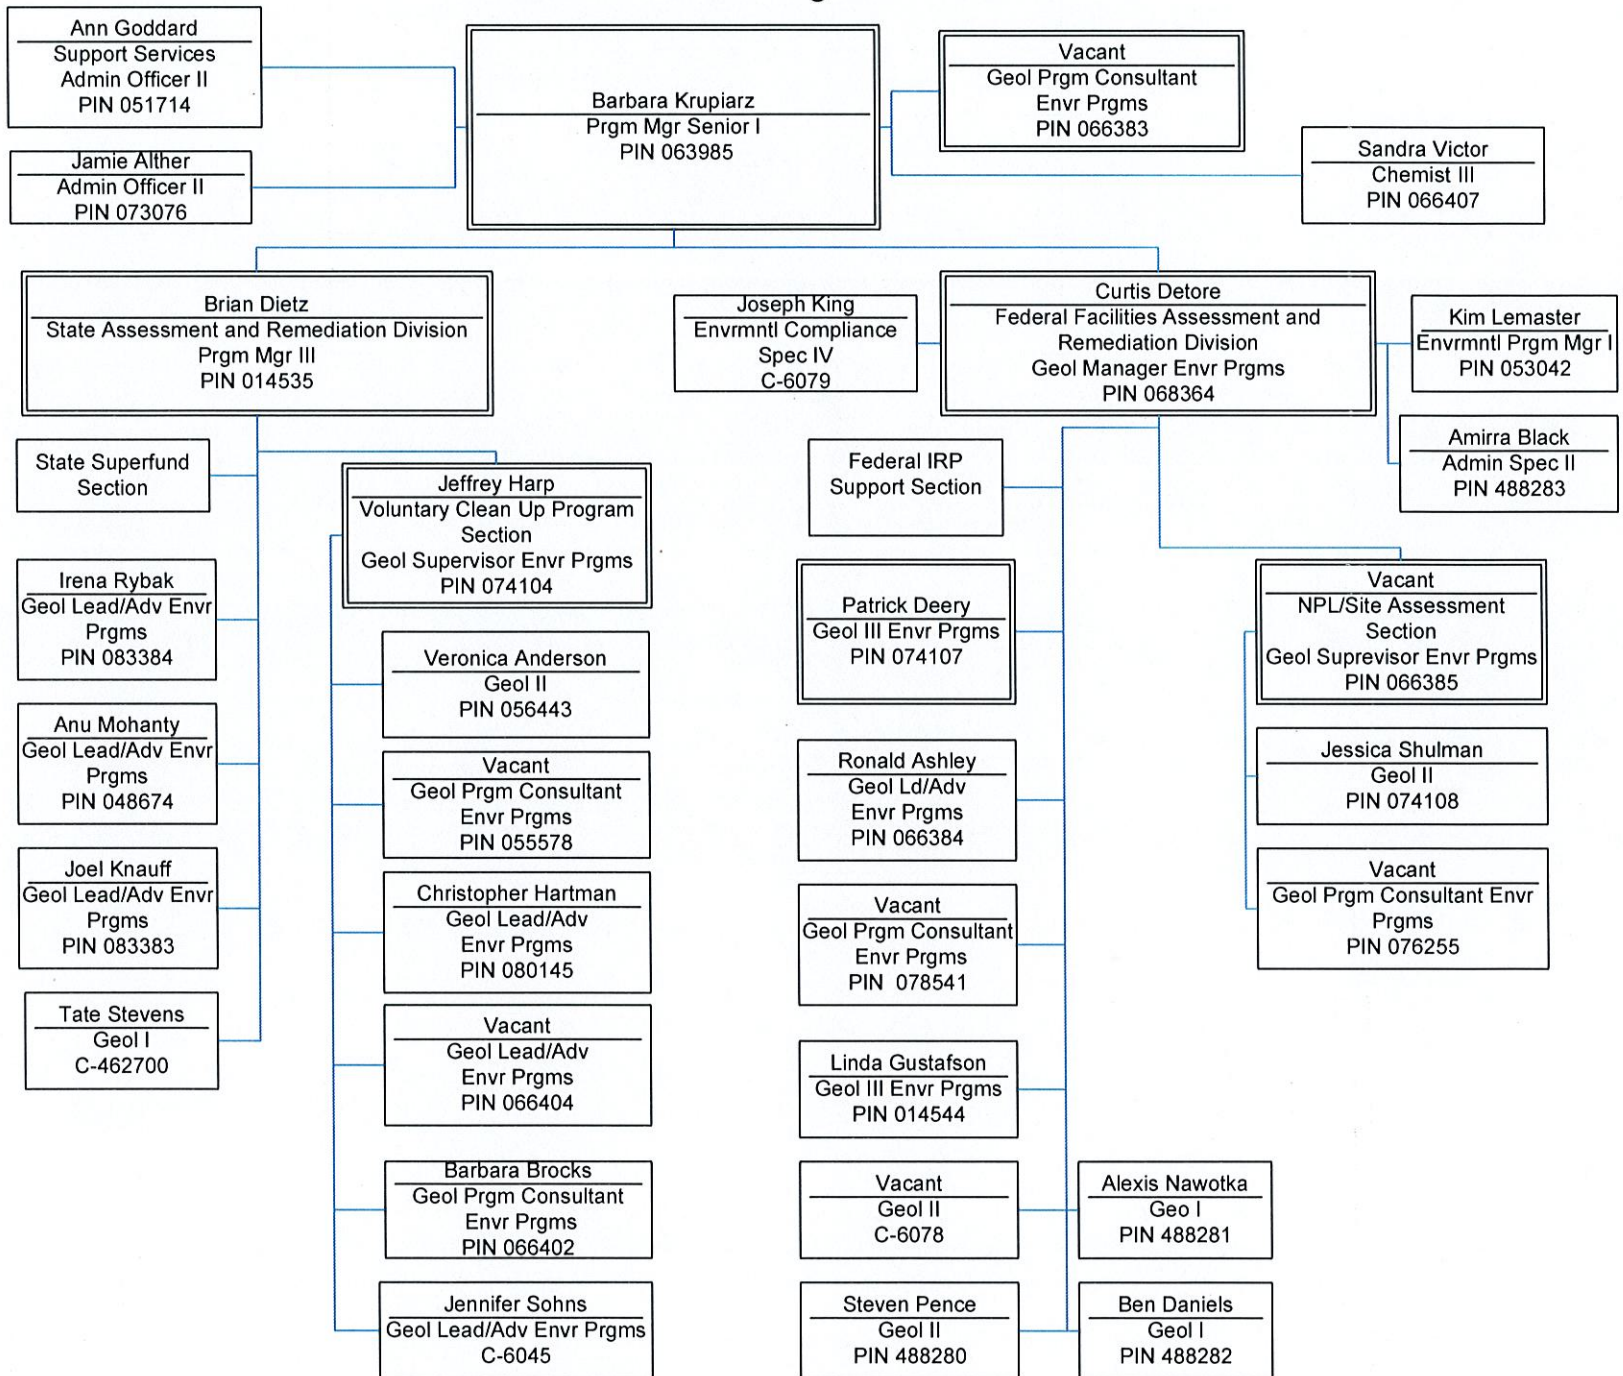 Ann Goddard
Support Services
Admin Officer II
PIN 051714
Jamie Alther
Admin Officer II
PIN 073076
Barbara Krupiarz
Prgm Mgr Senior I
PIN 063985
Vacant
Geol Prgm Consultant
Envr Prgms
PIN 066383
Sandra Victor
Chemist III
PIN 066407
Brian Dietz
State Assessment and Remediation Division
Prgm Mgr III
PIN 014535
Joseph King
Envrmntl Compliance
Spec IV
C-6079
Curtis Detore
Federal Facilities Assessment and
Remediation Division
Geol Manager Envr Prgms
PIN 068364
Kim Lemaster
Envrmntl Prgm Mgr I
PIN 053042
Amirra Black
Admin Spec II
PIN 488283
State Superfund
Section
Irena Rybak
Geol Lead/Adv Envr
Prgms
PIN 083384
Anu Mohanty
Geol Lead/Adv Envr
Prgms
PIN 048674
Joel Knauff
Geol Lead/Adv Envr
Prgms
PIN 083383
Tate Stevens
Geol I
C-462700
Jeffrey Harp
Voluntary Clean Up Program
Section
Geol Supervisor Envr Prgms
PIN 074104
Veronica Anderson
Geol II
PIN 056443
Vacant
Geol Prgm Consultant
Envr Prgms
PIN 055578
Christopher Hartman
Geol Lead/Adv
Envr Prgms
PIN 080145
Vacant
Geol Lead/Adv
Envr Prgms
PIN 066404
Barbara Brocks
Geol Prgm Consultant
Envr Prgms
PIN 066402
Jennifer Sohns
Geol Lead/Adv Envr Prgms
C-6045
Federal IRP
Support Section
Patrick Deery
Geol III Envr Prgms
PIN 074107
Ronald Ashley
Geol Ld/Adv
Envr Prgms
PIN 066384
Vacant
Geol Prgm Consultant
Envr Prgms
PIN 078541
Linda Gustafson
Geol III Envr Prgms
PIN 014544
Vacant
Geol II
C-6078
Steven Pence
Geol II
PIN 488280
Alexis Nawotka
Geo I
PIN 488281
Ben Daniels
Geol I
PIN 488282
Vacant
NPL/Site Assessment
Section
Geol Suprevisor Envr Prgms
PIN 066385
Jessica Shulman
Geol II
PIN 074108
Vacant
Geol Prgm Consultant Envr
Prgms
PIN 076255